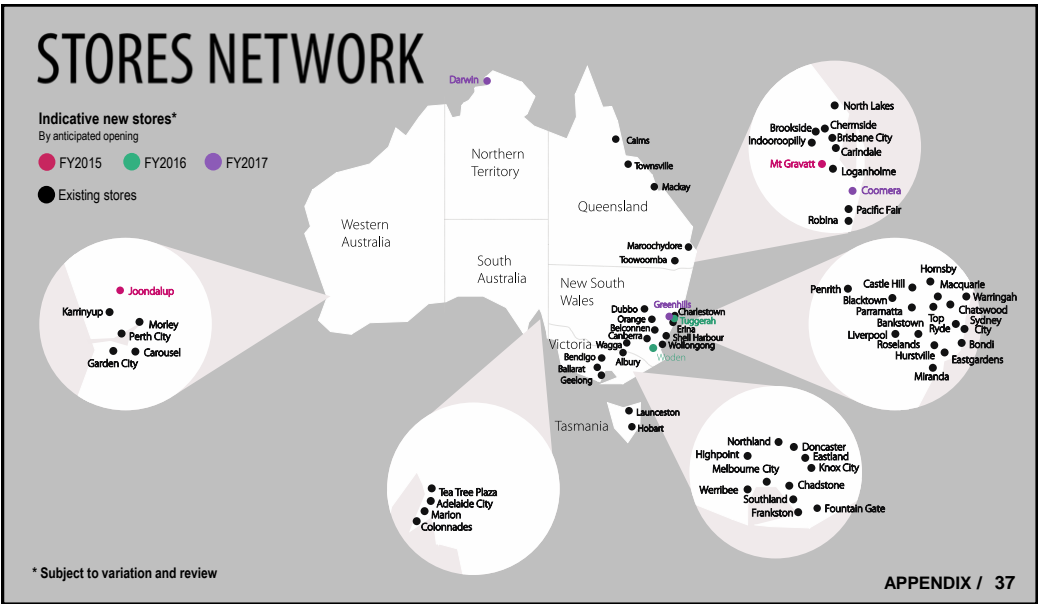 STORES NETWORK
Indicative new stores*
By anticipated opening
FY2015
FY2016
FY2017
Existing stores
Darwin
Northern
Territory
Western
Australia
South
Australia
Queensland
New South
Wales
Victoria
Tasmania
Cairns
Townsville
Mackay
Maroochydore
Toowoomba
Greenhills
Charlestown
Tuggerah
Erina
Shell Harbour
Wollongong
Dubbo
Orange
Belconnen
Canberra
Wagga
Woden
Albury
Bendigo
Ballarat
Geelong
Launceston
Hobart
North Lakes
Brookside
Chermside
Brisbane City
Indooroopilly
Carindale
Mt Gravatt
Loganholme
Coomera
Pacific Fair
Robina
Hornsby
Castle Hill
Macquarie
Penrith
Warringah
Blacktown
Chatswood
Parramatta
Top
Ryde
Sydney
City
Bankstown
Liverpool
Roselands
Bondi
Hurstville
Eastgardens
Miranda
Joondalup
Karrinyup
Morley
Perth City
Carousel
Garden City
Tea Tree Plaza
Adelaide City
Marion
Colonnades
Northland
Doncaster
Highpoint
Eastland
Knox City
Melbourne City
Werribee
Chadstone
Southland
Frankston
Fountain Gate
* Subject to variation and review
APPENDIX / 37